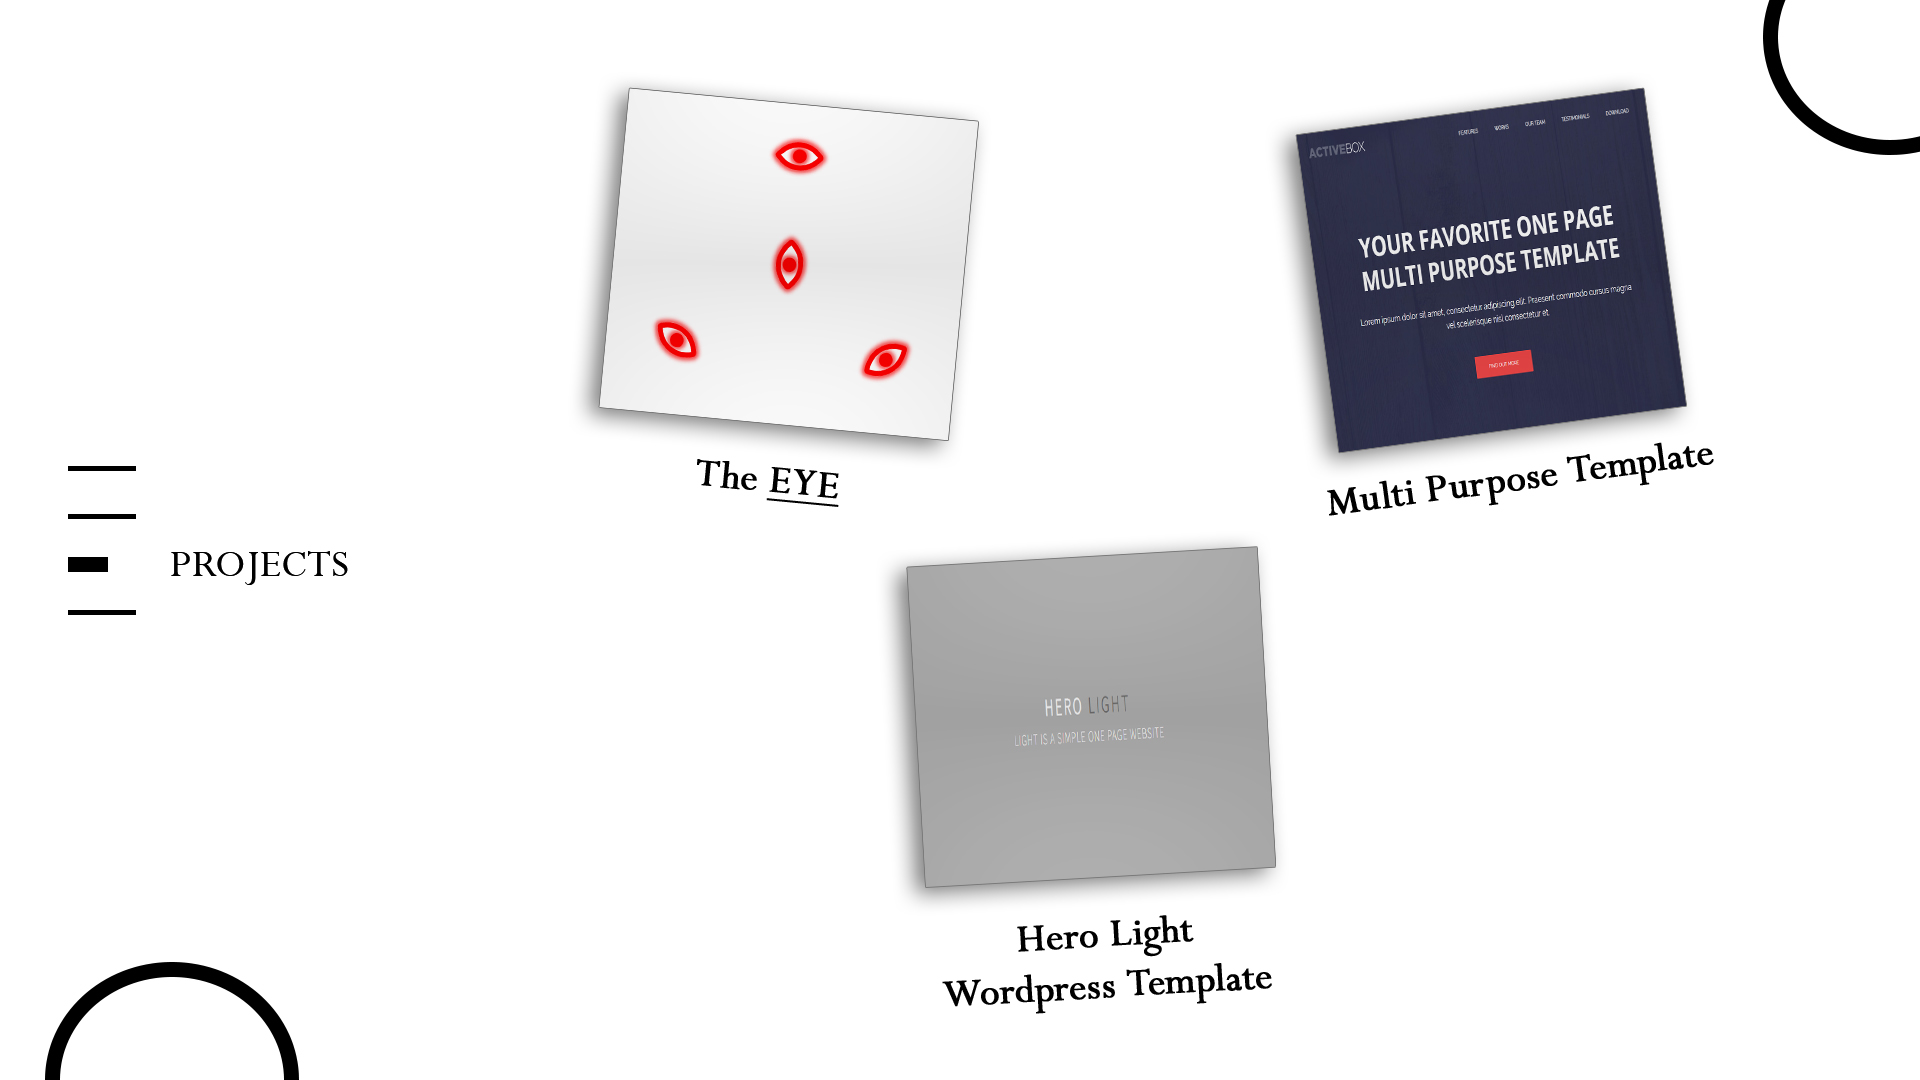 PROJECTS
The EYE
ACTIVEBOX
FEATURES WORKS OUR TEAM TESTIMONIALS DOWNLOAD
YOUR FAVORITE ONE PAGE
MULTI PURPOSE TEMPLATE
Lorem ipsum dolor sit amet, consectetur adipiscing elit. Praesent commodo cursus magna
vel scelerisque nisl consectetur et.
FIND OUT MORE
Multi Purpose Template
HERO LIGHT
LIGHT IS A SIMPLE ONE PAGE WEBSITE
Hero Light
Wordpress Template